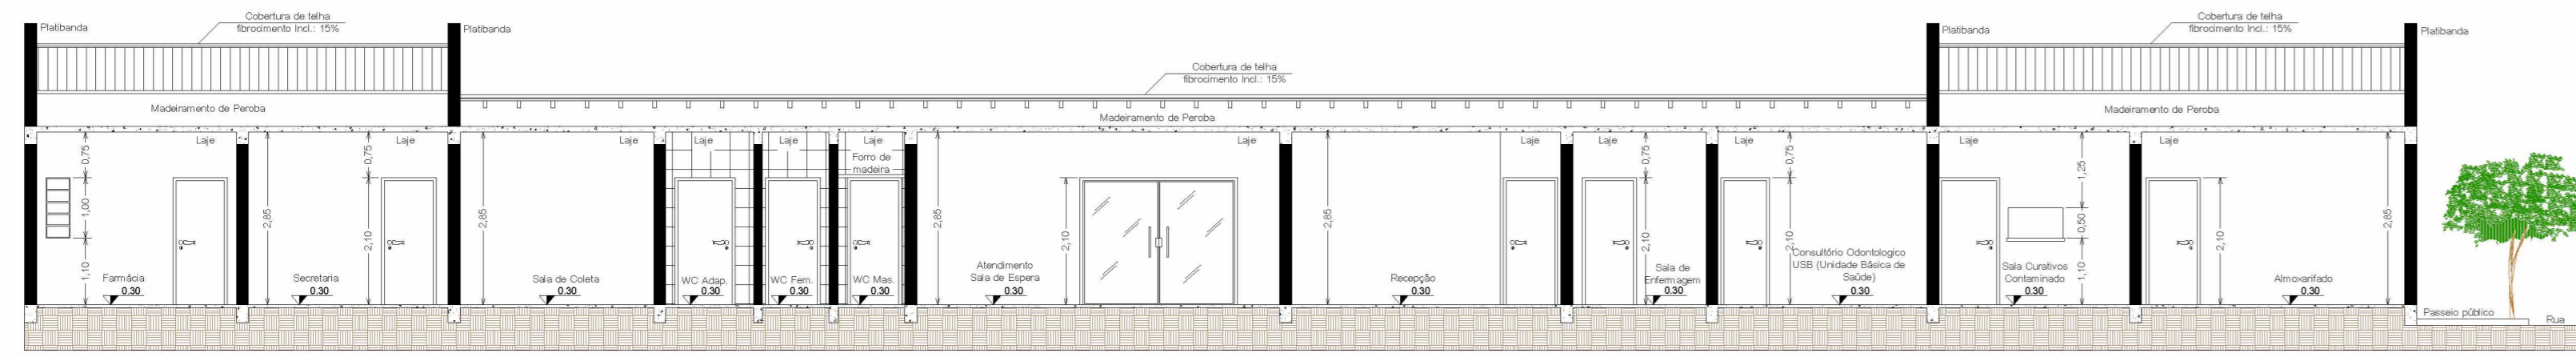 Cobertura de telha
fibrocimento Incl.: 15%
Cobertura de telha
fibrocimento Incl.: 15%
Platibanda
Platibanda
Platibanda
Platibanda
Cobertura de telha
fibrocimento Incl.: 15%
Madeiramento de Peroba
Madeiramento de Peroba
Madeiramento de Peroba
Laje
Laje
Laje
Laje
Laje
Laje
Laje
Laje
Laje
Laje
Laje
Laje
Forro de
madeira
0,75
1,00
1,10
2,85
0,75
2,10
2,85
2,85
2,10
2,85
0,75
2,10
0,75
2,10
1,25
0,50
1,10
2,10
2,85
Farmácia
0.30
Secretaria
0.30
Sala de Coleta
0.30
WC Adap.
0.30
WC Fem.
0.30
WC Mas.
0.30
Atendimento
Sala de Espera
0.30
Recepção
0.30
Sala de
Enfermagem
0.30
Consultório Odontologico
USB (Unidade Básica de
Saúde)
0.30
Sala Curativos
Contaminado
0.30
Almoxarifado
0.30
Passeio público
Rua